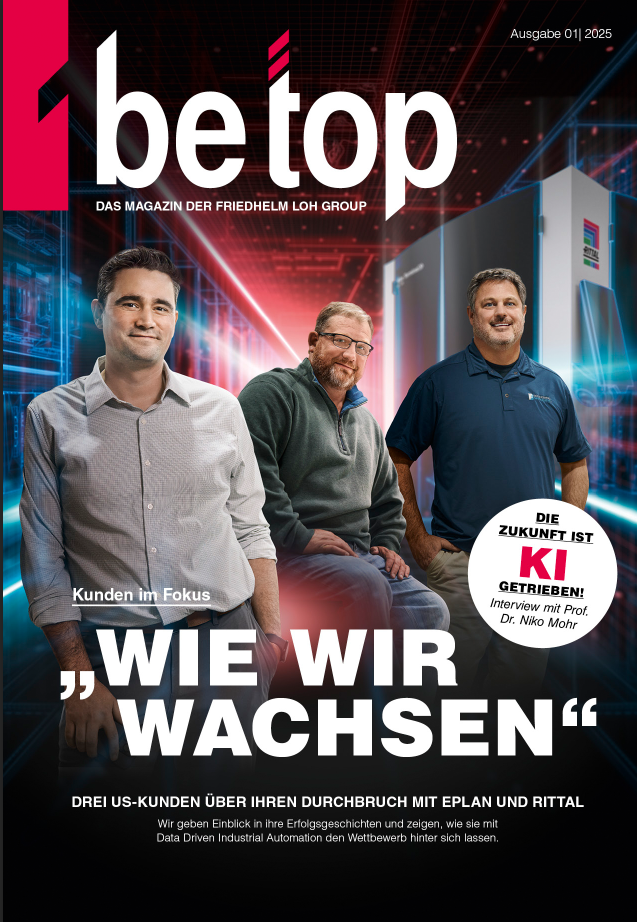 Ausgabe 01| 2025
1
be top
DAS MAGAZIN DER FRIEDHELM LOH GROUP
RITTAL
DIE
ZUKUNFT IST
KI
GETRIEBEN!
Interview mit Prof.
Dr. Niko Mohr
Kunden im Fokus
„WIE WIR
WACHSEN“
DREI US-KUNDEN ÜBER IHREN DURCHBRUCH MIT EPLAN UND RITTAL
Wir geben Einblick in ihre Erfolgsgeschichten und zeigen, wie sie mit
Data Driven Industrial Automation den Wettbewerb hinter sich lassen.